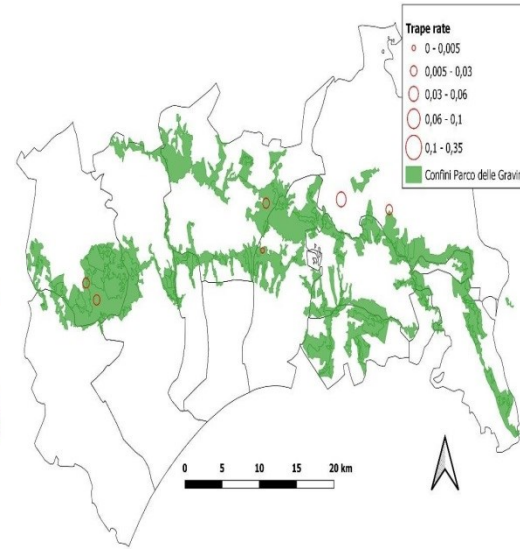 Trape rate
0 - 0,005
0,005 - 0,03
0,03 - 0,06
0,06 - 0,1
0,1 - 0,35
Confini Parco delle Gravin
0 5 10 15 20 km